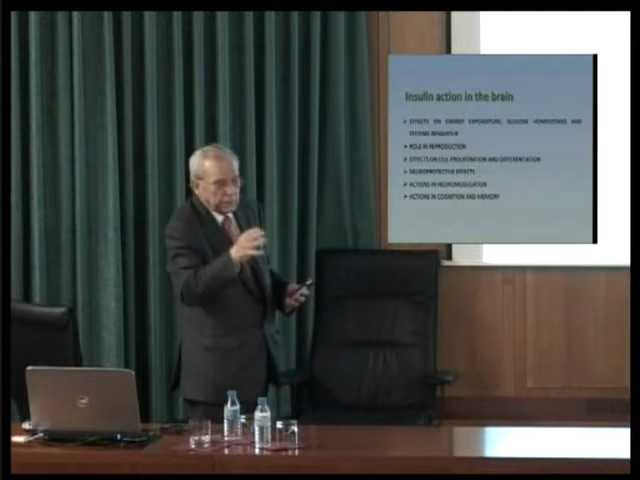 Insulin action in the brain
➤ EFFECTS ON ENERGY EXPENDITURE, GLUCOSE HOMEOSTASIS AND
FEEDING BEHAVIOUR
➤ ROLE IN REPRODUCTION
➤ EFFECTS ON CELL PROLIFERATION AND DIFFERENTIATION
➤ NEUROPROTECTIVE EFFECTS
➤ ACTIONS IN NEUROMODULATION
➤ ACTIONS IN COGNITION AND MEMORY